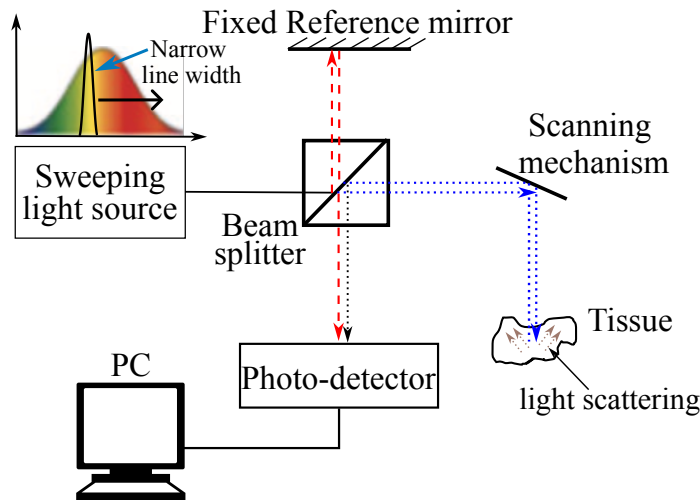 Fixed Reference mirror
Narrow
line width
Scanning
mechanism
Sweeping
light source
Beam
splitter
Tissue
PC
Photo-detector
light scattering